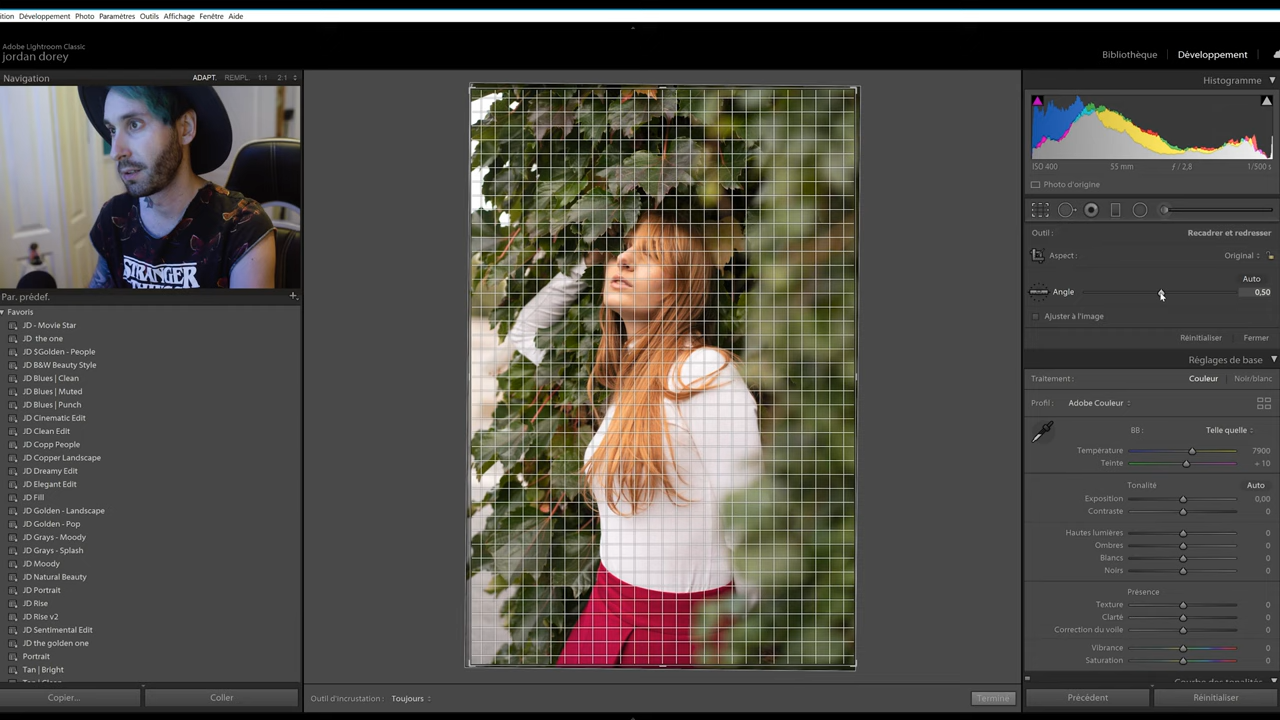 ition Développement Photo Paramètres Outils Affichage Fenêtre Aide
Adobe Lightroom Classic
jordan dorey
Bibliothèque | Développement |
Navigation ADAPT. REMPL. 1:1 2:1
STRANGER THINGS
Par. prédef. +
Favoris
JD - Movie Star
JD the one
JD $Golden - People
JD B&W Beauty Style
JD Blues | Clean
JD Blues | Muted
JD Blues | Punch
JD Cinematic Edit
JD Clean Edit
JD Copp People
JD Copper Landscape
JD Dreamy Edit
JD Elegant Edit
JD Fill
JD Golden - Landscape
JD Golden - Pop
JD Grays - Moody
JD Grays - Splash
JD Moody
JD Natural Beauty
JD Portrait
JD Rise
JD Rise v2
JD Sentimental Edit
JD the golden one
Portrait
Tan | Bright
Copier... Coller
Outil d'incrustation : Toujours
Terminé
Histogramme
ISO 400 55 mm ƒ / 2,8 1/500 s
Photo d'origine
Outil : Recadrer et redresser
Aspect : Original
Auto
Angle 0,50
Ajuster à l'image
Réinitialiser Fermer
Réglages de base
Traitement : Couleur | Noir/blanc
Profil : Adobe Couleur
BB : Telle quelle
Température 7900
Teinte + 10
Tonalité Auto
Exposition 0,00
Contraste 0
Hautes lumières 0
Ombres 0
Blancs 0
Noirs 0
Présence
Texture 0
Clarté 0
Correction du voile 0
Vibrance 0
Saturation 0
Courbe des tonalités
Précédent Réinitialiser